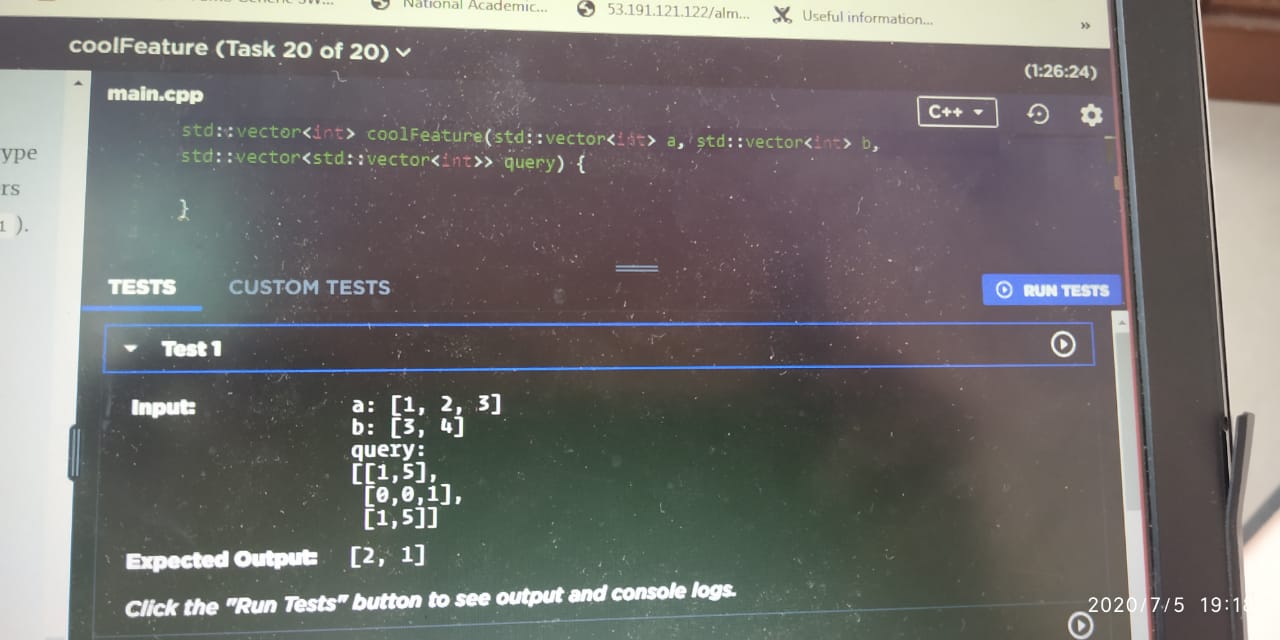 National Academic...
53.191.121.122/alm...
Useful information...
»
coolFeature (Task 20 of 20)
(1:26:24)
main.cpp
C++
ype
rs
1 ).
std::vector<int> coolFeature(std::vector<int> a, std::vector<int> b,
std::vector<std::vector<int>> query) {
}
TESTS
CUSTOM TESTS
RUN TESTS
Test 1
Input:
a: [1, 2, 3]
b: [3, 4]
query:
[[1,5],
[0,0,1],
[1,5]]
Expected Output:
[2, 1]
Click the "Run Tests" button to see output and console logs.
2020/7/5 19:18